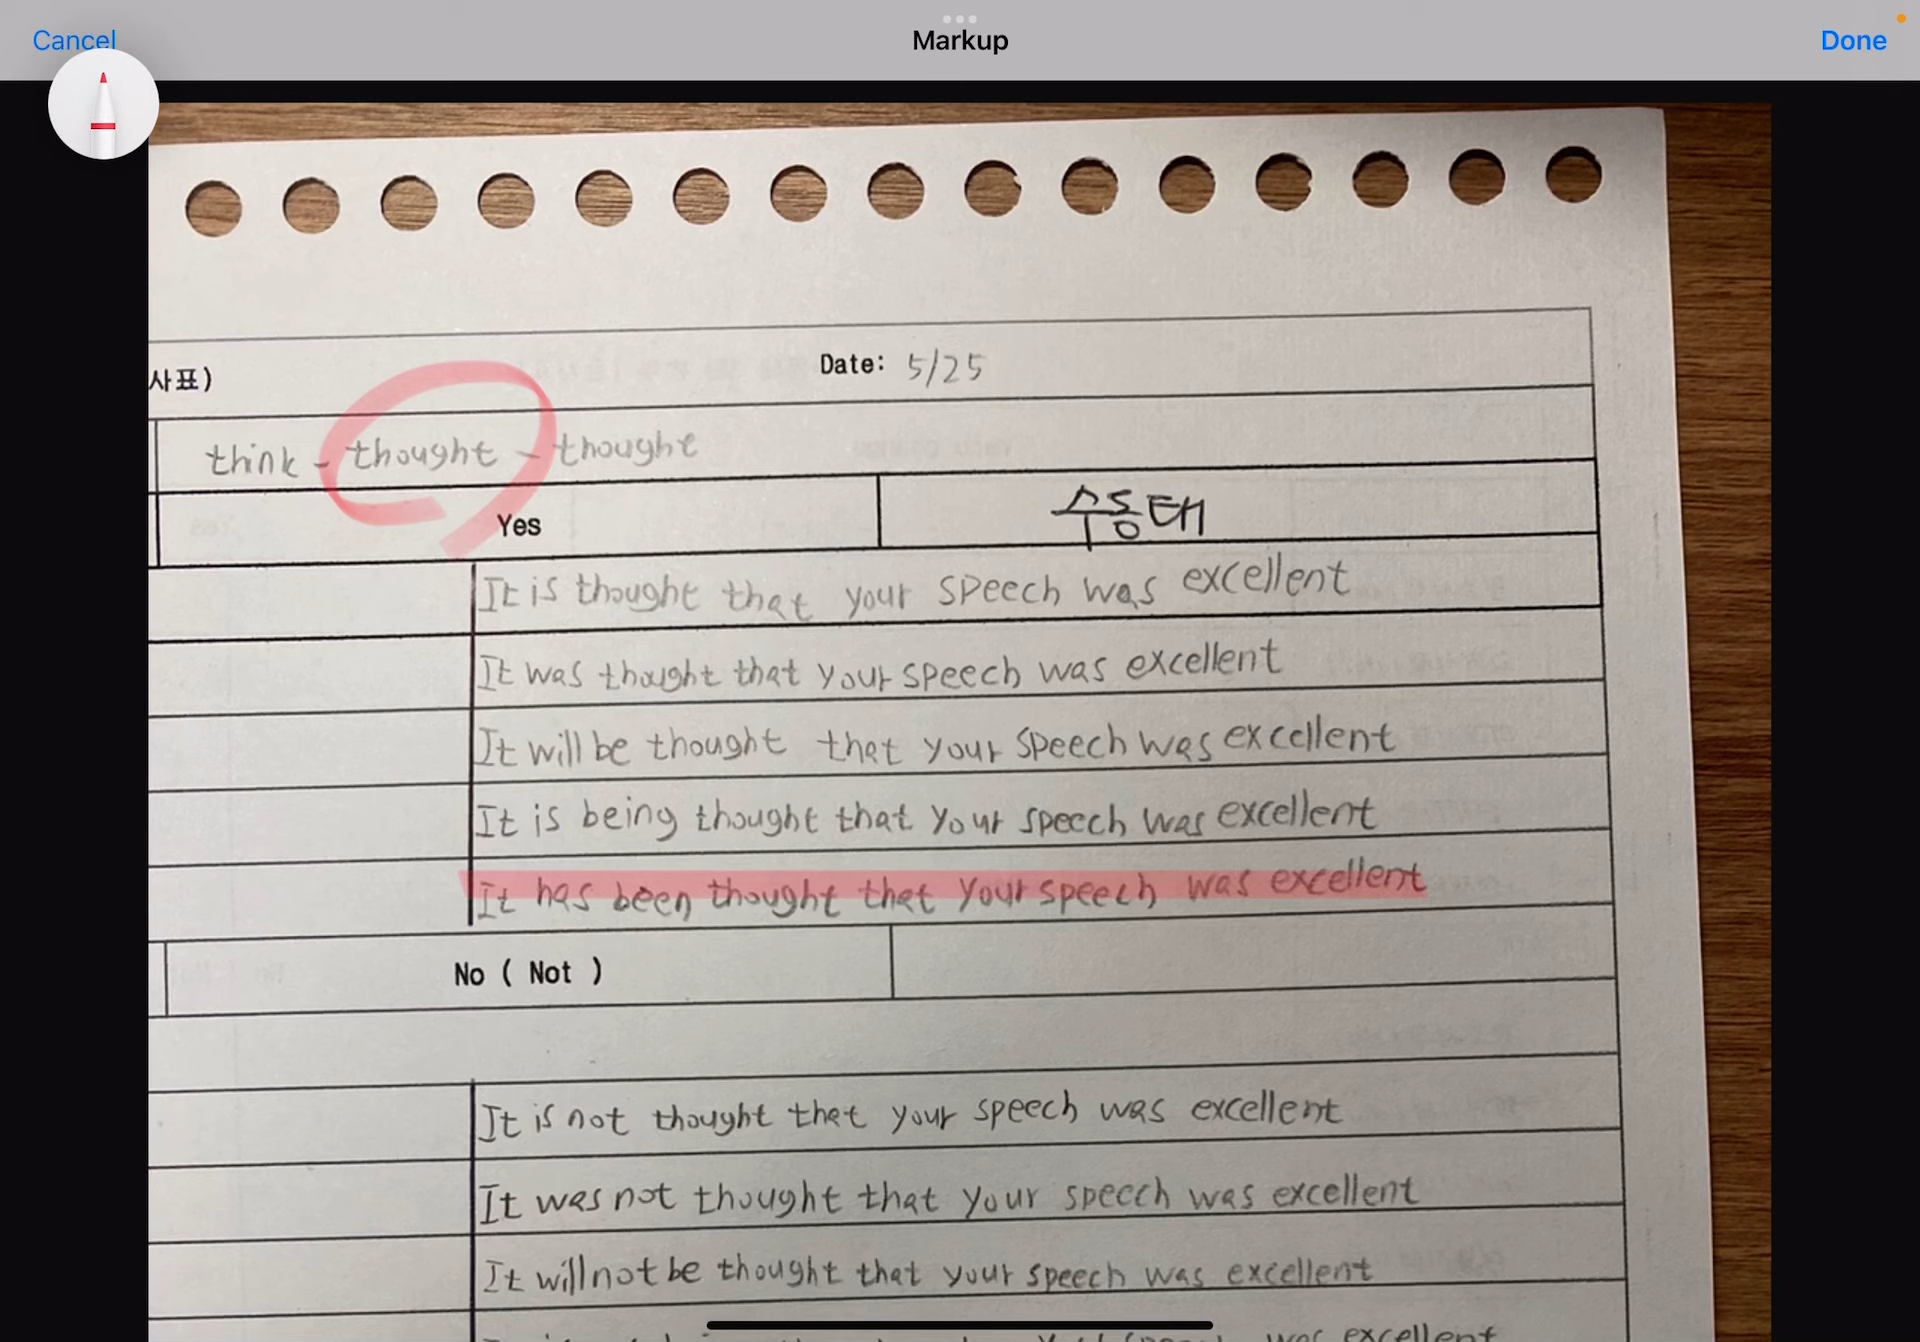 Cancel
Markup
Done
사표)
Date: 5/25
think - thought - thought
Yes
수동태
It is thought that your speech was excellent
It was thought that your speech was excellent
It will be thought that your speech was excellent
It is being thought that your speech was excellent
It has been thought that your speech was excellent
No ( Not )
It is not thought that your speech was excellent
It was not thought that your speech was excellent
It will not be thought that your speech was excellent
was excellent